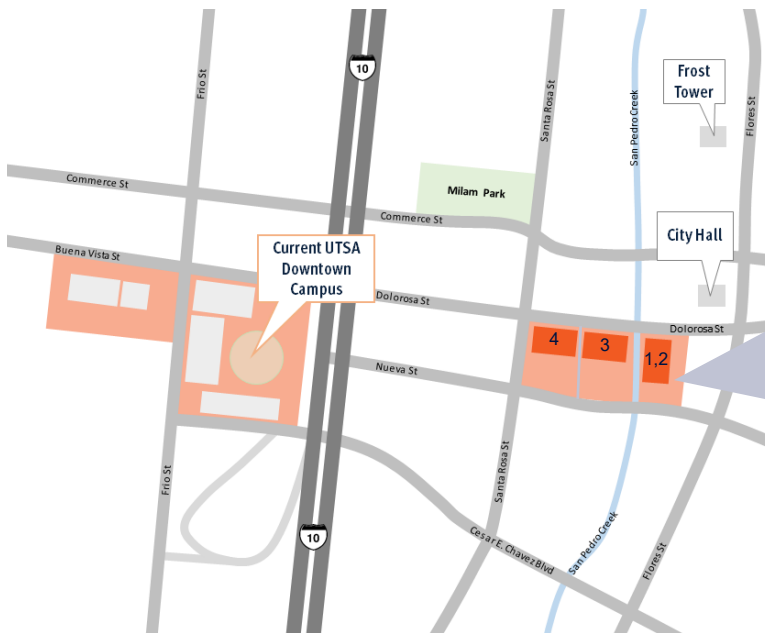 10
Frio St
Santa Rosa St
San Pedro Creek
Frost
Tower
Flores St
Commerce St
Milam Park
Commerce St
Buena Vista St
Current UTSA
Downtown
Campus
City Hall
Dolorosa St
Dolorosa St
4
3
1,2
Nueva St
Santa Rosa St
Frio St
10
Cesar E. Chavez Blvd
San Pedro Creek
Flores St